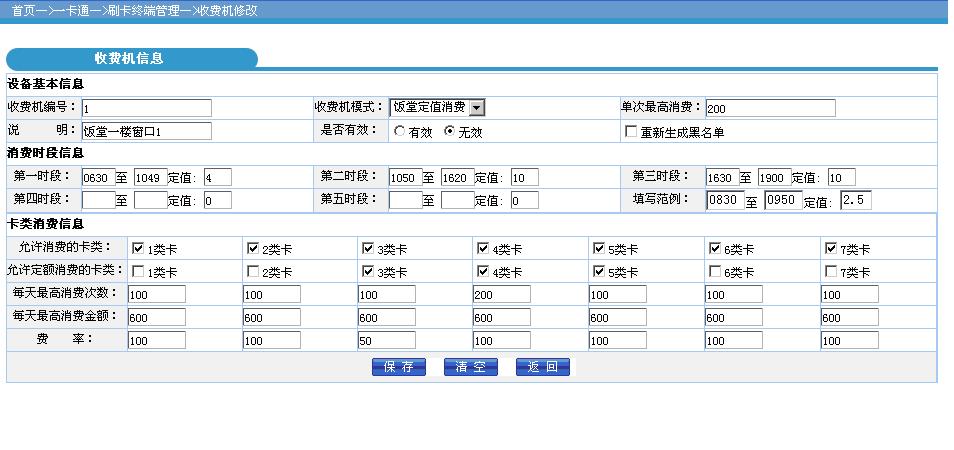 首页—>一卡通—>刷卡终端管理—>收费机修改
收费机信息
设备基本信息
收费机编号： 1 收费机模式： 饭堂定值消费 单次最高消费： 200
说 明： 饭堂一楼窗口1 是否有效： 有效 无效 重新生成黑名单
消费时段信息
第一时段： 0630 至 1049 定值: 4 第二时段： 1050 至 1620 定值: 10 第三时段： 1630 至 1900 定值: 10
第四时段： 至 定值: 0 第五时段： 至 定值: 0 填写范例： 0830 至 0950 定值: 2.5
卡类消费信息
允许消费的卡类： 1类卡 2类卡 3类卡 4类卡 5类卡 6类卡 7类卡
允许定额消费的卡类： 1类卡 2类卡 3类卡 4类卡 5类卡 6类卡 7类卡
每天最高消费次数： 100 100 100 200 100 100 100
每天最高消费金额： 600 600 600 600 600 600 600
费 率： 100 100 50 100 100 100 100
保 存 清 空 返 回